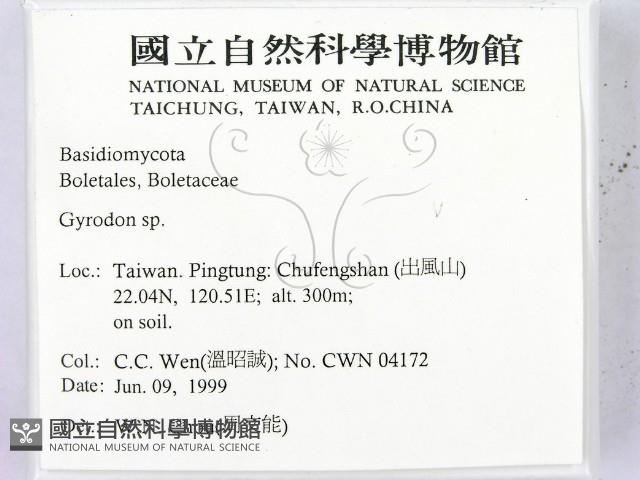 國立自然科學博物館
NATIONAL MUSEUM OF NATURAL SCIENCE
TAICHUNG, TAIWAN, R.O.CHINA
Basidiomycota
Boletales, Boletaceae
Gyrodon sp.
Loc.: Taiwan. Pingtung: Chufengshan (出風山)
22.04N, 120.51E; alt. 300m;
on soil.
Col.: C.C. Wen(溫昭誠); No. CWN 04172
Date: Jun. 09, 1999
能)
國立自然科學博物館
NATIONAL MUSEUM OF NATURAL SCIENCE